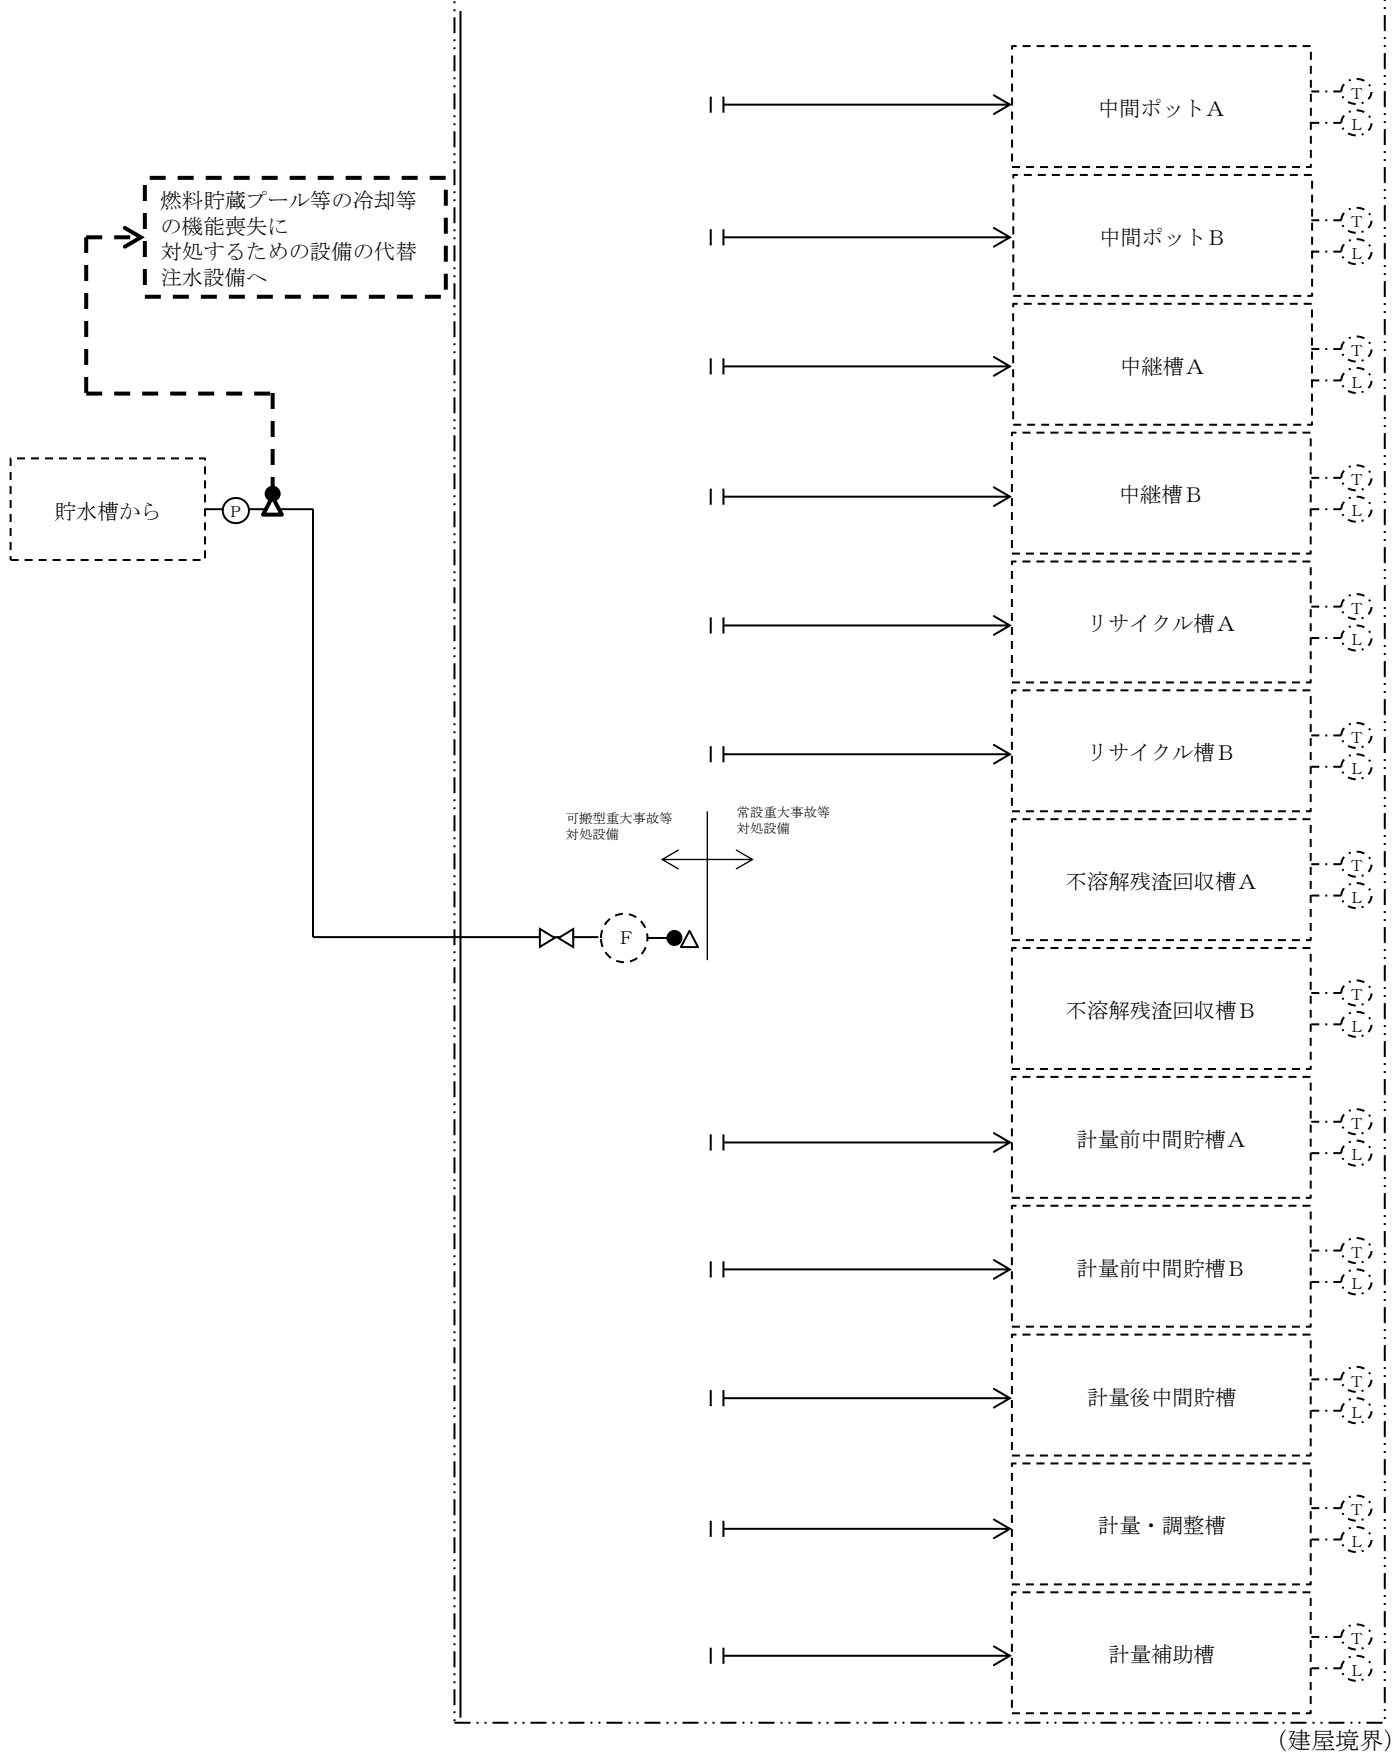 中間ポットＡ
T
L
燃料貯蔵プール等の冷却等
の機能喪失に
対処するための設備の代替
注水設備へ
中間ポットＢ
T
L
中継槽Ａ
T
L
貯水槽から
P
中継槽Ｂ
T
L
リサイクル槽Ａ
T
L
リサイクル槽Ｂ
T
L
可搬型重大事故等
対処設備
常設重大事故等
対処設備
不溶解残渣回収槽Ａ
T
L
F
不溶解残渣回収槽Ｂ
T
L
計量前中間貯槽Ａ
T
L
計量前中間貯槽Ｂ
T
L
計量後中間貯槽
T
L
計量・調整槽
T
L
計量補助槽
T
L
（建屋境界）